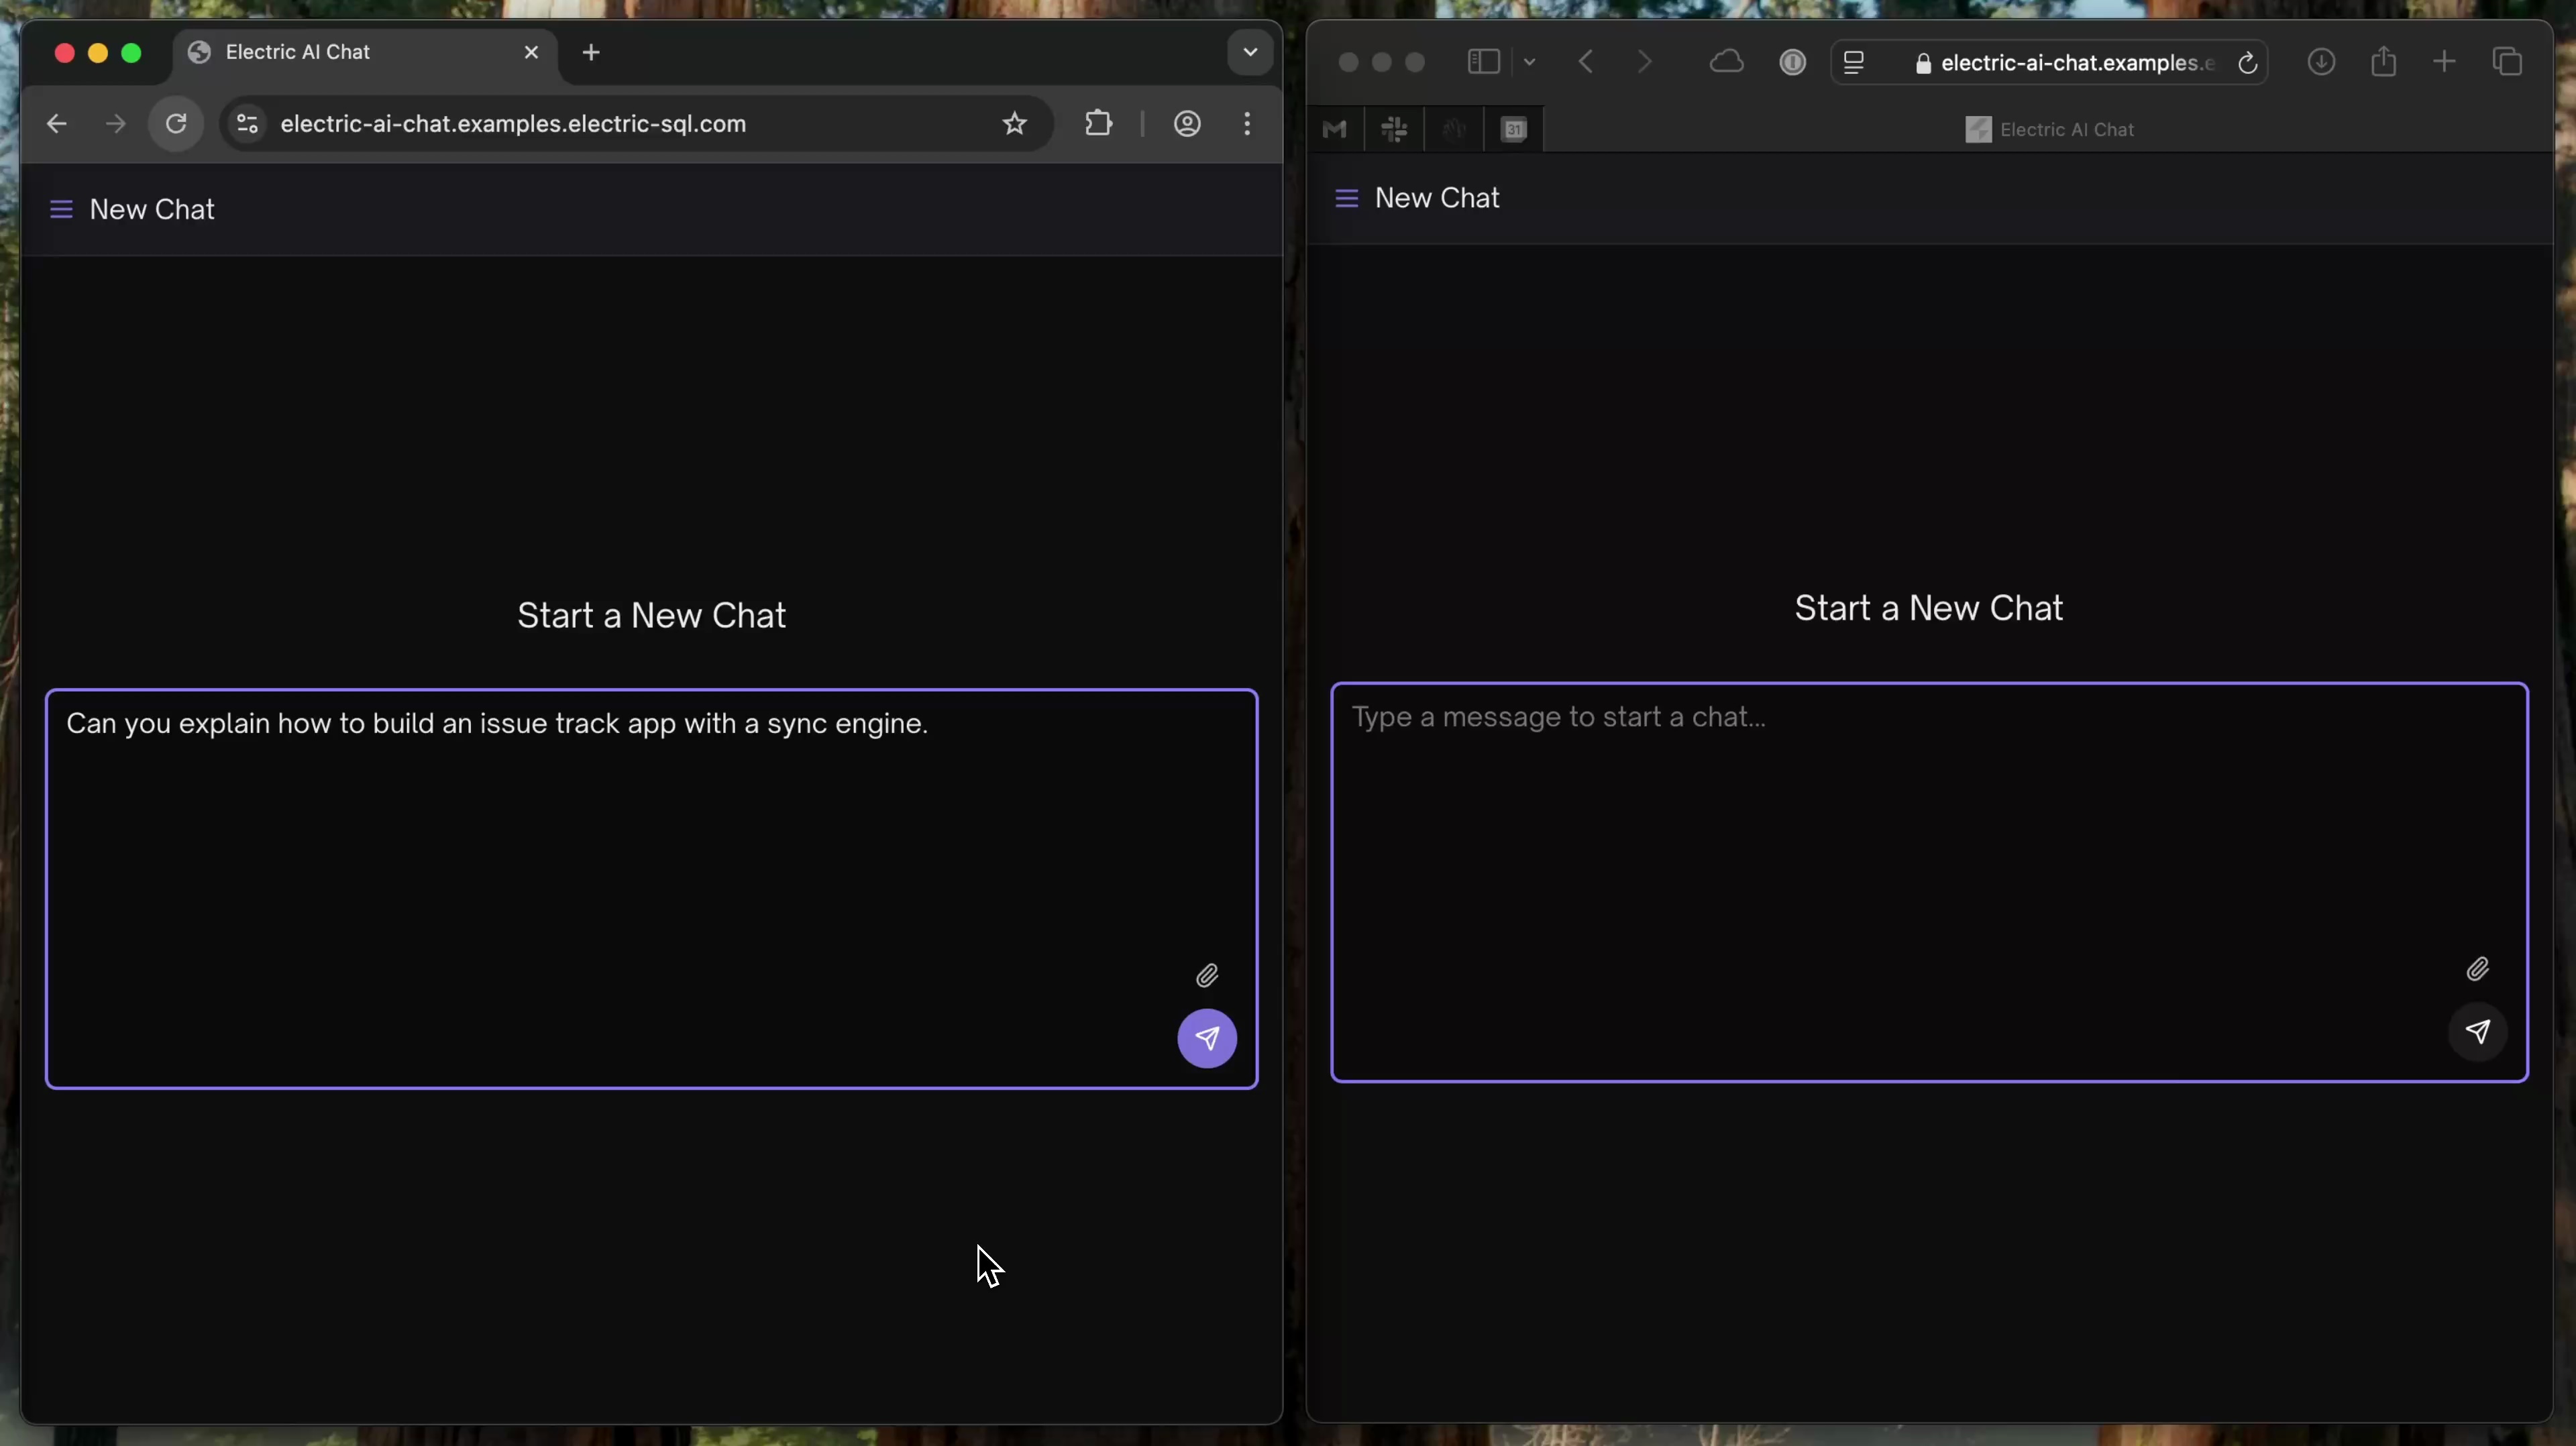 Electric AI Chat
electric-ai-chat.examples.electric-sql.com
New Chat
Start a New Chat
Can you explain how to build an issue track app with a sync engine.
electric-ai-chat.examples.e
31
Electric AI Chat
New Chat
Start a New Chat
Type a message to start a chat...